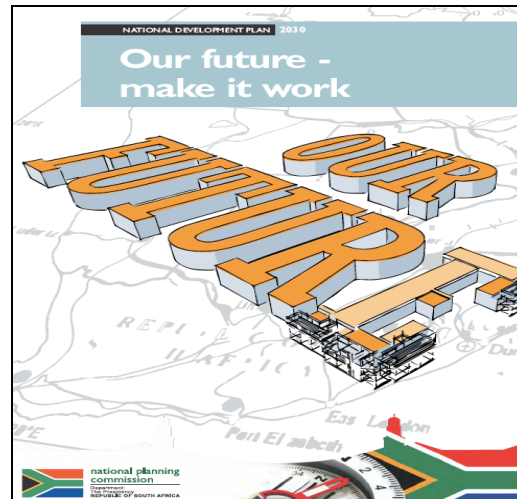 NATIONAL DEVELOPMENT PLAN 2030
Our future -
make it work
OUR
FUTURE
East London
Port Elizabeth
national planning
commission
Department:
The Presidency
REPUBLIC OF SOUTH AFRICA